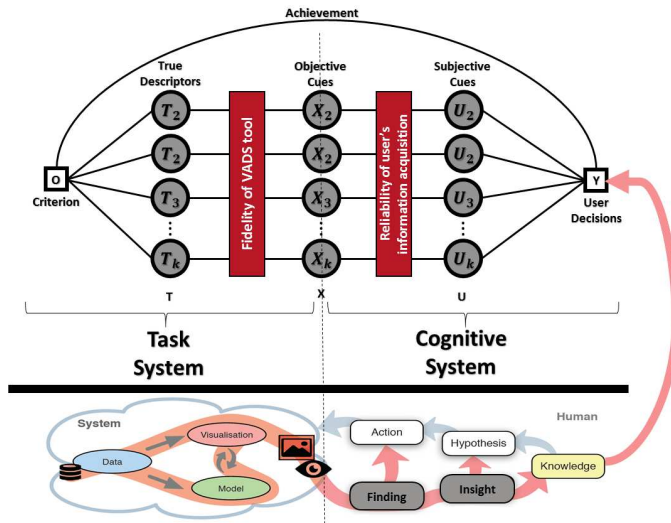 Achievement
True
Descriptors
Objective
Cues
Subjective
Cues
T2
X2
U2
T2
X2
U2
O
Y
Criterion
User
Decisions
T3
X3
U3
Tk
Xk
Uk
Fidelity of VADS tool
Reliability of user's
information acquisition
T
X
U
Task
System
Cognitive
System
System
Human
Visualisation
Data
Model
Action
Hypothesis
Knowledge
Finding
Insight